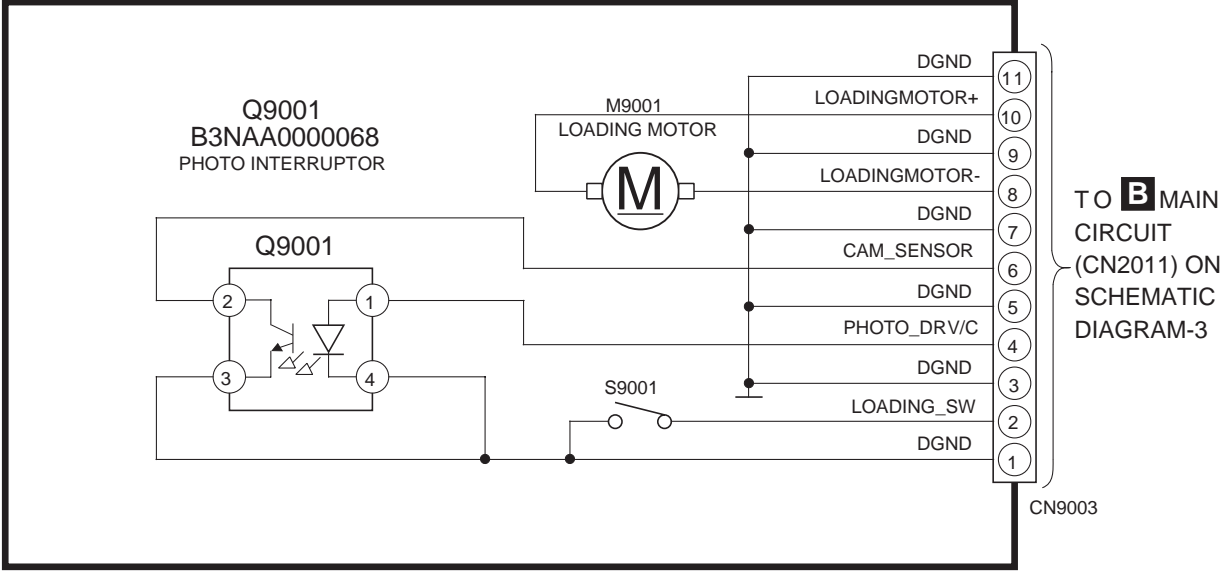 Q9001
B3NAA0000068
PHOTO INTERRUPTOR
M9001
LOADING MOTOR
M
Q9001
2
1
3
4
S9001
DGND
11
LOADINGMOTOR+
10
DGND
9
LOADINGMOTOR-
8
DGND
7
CAM_SENSOR
6
DGND
5
PHOTO_DRV/C
4
DGND
3
LOADING_SW
2
DGND
1
CN9003
TO B MAIN
CIRCUIT
(CN2011) ON
SCHEMATIC
DIAGRAM-3